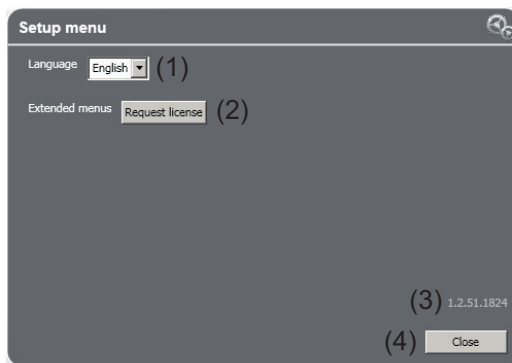 Setup menu
Language English (1)
Extended menus Request license (2)
(3) 1.2.51.1824
(4) Close